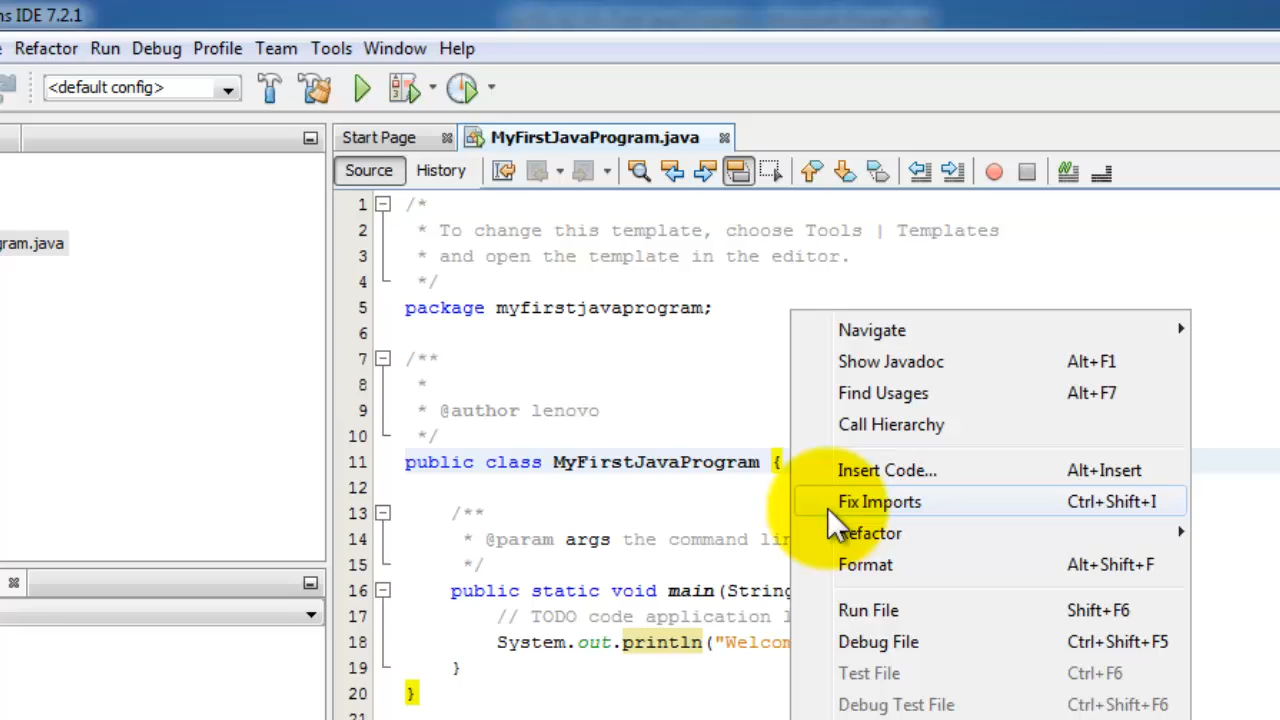 ns IDE 7.2.1
Refactor Run Debug Profile Team Tools Window Help
<default config>
Start Page MyFirstJavaProgram.java
Source History
gram.java
1 /*
2 * To change this template, choose Tools | Templates
3 * and open the template in the editor.
4 */
5 package myfirstjavaprogram;
6
7 /**
8 *
9 * @author lenovo
10 */
11 public class MyFirstJavaProgram {
12
13 /**
14 * @param args the command lin
15 */
16 public static void main(String
17 // TODO code application l
18 System.out.println("Welcom
19 }
20 }
21
Navigate
Show Javadoc Alt+F1
Find Usages Alt+F7
Call Hierarchy
Insert Code... Alt+Insert
Fix Imports Ctrl+Shift+I
Refactor
Format Alt+Shift+F
Run File Shift+F6
Debug File Ctrl+Shift+F5
Test File Ctrl+F6
Debug Test File Ctrl+Shift+F6